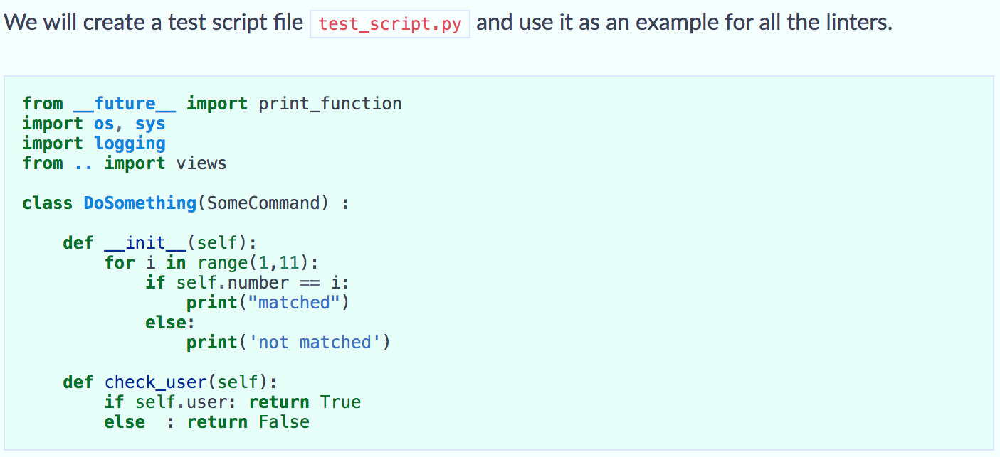 We will create a test script file test_script.py and use it as an example for all the linters.
from __future__ import print_function
import os, sys
import logging
from .. import views
class DoSomething(SomeCommand) :
    def __init__(self):
        for i in range(1,11):
            if self.number == i:
                print("matched")
            else:
                print('not matched')
    def check_user(self):
        if self.user: return True
        else  : return False